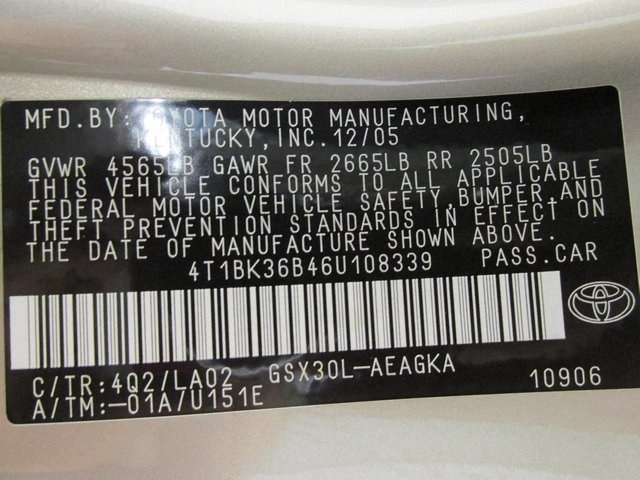 MFD.BY: TOYOTA MOTOR MANUFACTURING,
KENTUCKY, INC. 12/05
GVWR 4565LB GAWR FR 2665LB RR 2505LB
THIS VEHICLE CONFORMS TO ALL APPLICABLE
FEDERAL MOTOR VEHICLE SAFETY, BUMPER, AND
THEFT PREVENTION STANDARDS IN EFFECT ON
THE DATE OF MANUFACTURE SHOWN ABOVE.
4T1BK36B46U108339 PASS.CAR
C/TR:4Q2/LA02 GSX30L-AEAGKA
A/TM:-01A/U151E 10906